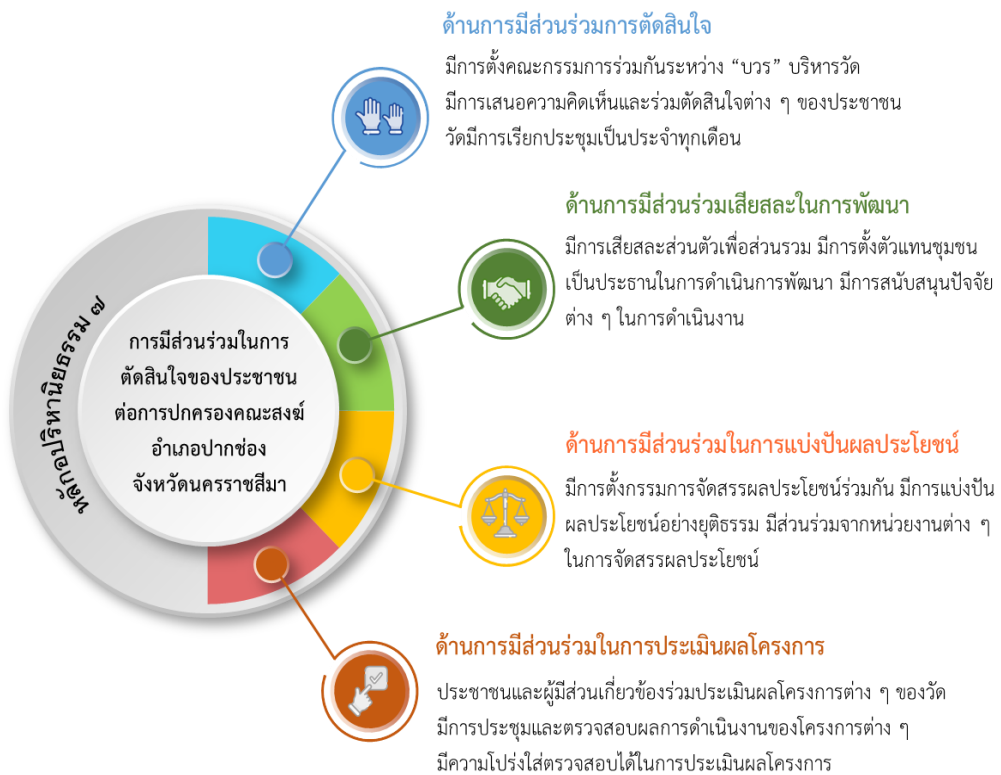 ด้านการมีส่วนร่วมการตัดสินใจ
มีการตั้งคณะกรรมการร่วมกันระหว่าง “บวร” บริหารวัด
มีการเสนอความคิดเห็นและร่วมตัดสินใจต่าง ๆ ของประชาชน
วัดมีการเรียกประชุมเป็นประจำทุกเดือน
ด้านการมีส่วนร่วมเสียสละในการพัฒนา
มีการเสียสละส่วนตัวเพื่อส่วนรวม มีการตั้งตัวแทนชุมชน
เป็นประธานในการดำเนินการพัฒนา มีการสนับสนุนปัจจัย
ต่าง ๆ ในการดำเนินงาน
หลักอปริหานิยธรรม ๗
การมีส่วนร่วมในการ
ตัดสินใจของประชาชน
ต่อการปกครองคณะสงฆ์
อำเภอปากช่อง
จังหวัดนครราชสีมา
ด้านการมีส่วนร่วมในการแบ่งปันผลประโยชน์
มีการตั้งกรรมการจัดสรรผลประโยชน์ร่วมกัน มีการแบ่งปัน
ผลประโยชน์อย่างยุติธรรม มีส่วนร่วมจากหน่วยงานต่าง ๆ
ในการจัดสรรผลประโยชน์
ด้านการมีส่วนร่วมในการประเมินผลโครงการ
ประชาชนและผู้มีส่วนเกี่ยวข้องร่วมประเมินผลโครงการต่าง ๆ ของวัด
มีการประชุมและตรวจสอบผลการดำเนินงานของโครงการต่าง ๆ
มีความโปร่งใส่ตรวจสอบได้ในการประเมินผลโครงการ